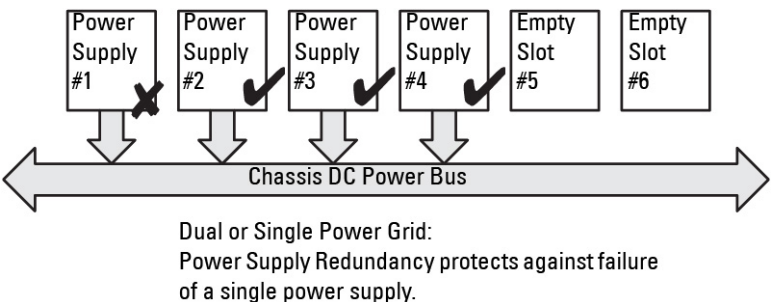 Power
Supply
#1
Power
Supply
#2
Power
Supply
#3
Power
Supply
#4
Empty
Slot
#5
Empty
Slot
#6
Chassis DC Power Bus
Dual or Single Power Grid:
Power Supply Redundancy protects against failure
of a single power supply.